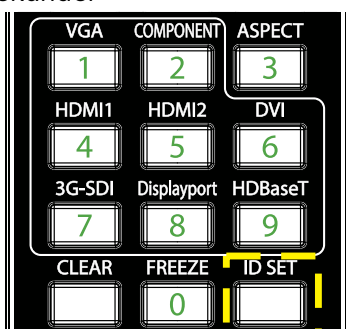 VGA COMPONENT ASPECT
1 2 3
HDMI1 HDMI2 DVI
4 5 6
3G-SDI Displayport HDBaseT
7 8 9
CLEAR FREEZE ID SET
0